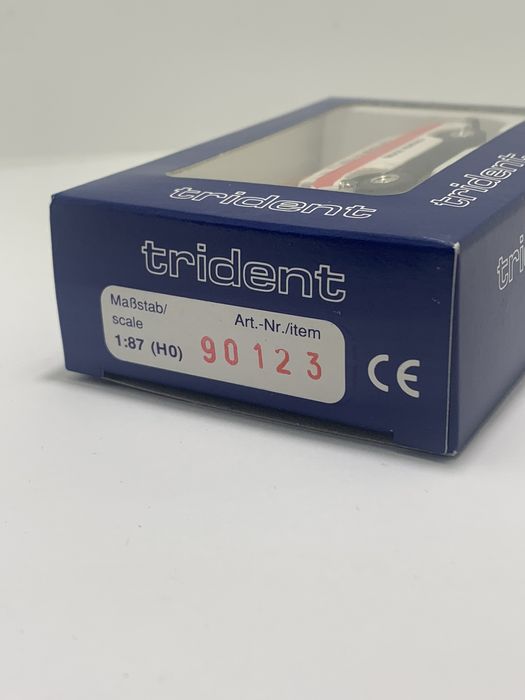 trident
trident
trident
Maßstab/
scale
1:87 (H0)
Art.-Nr./item
90123
CE